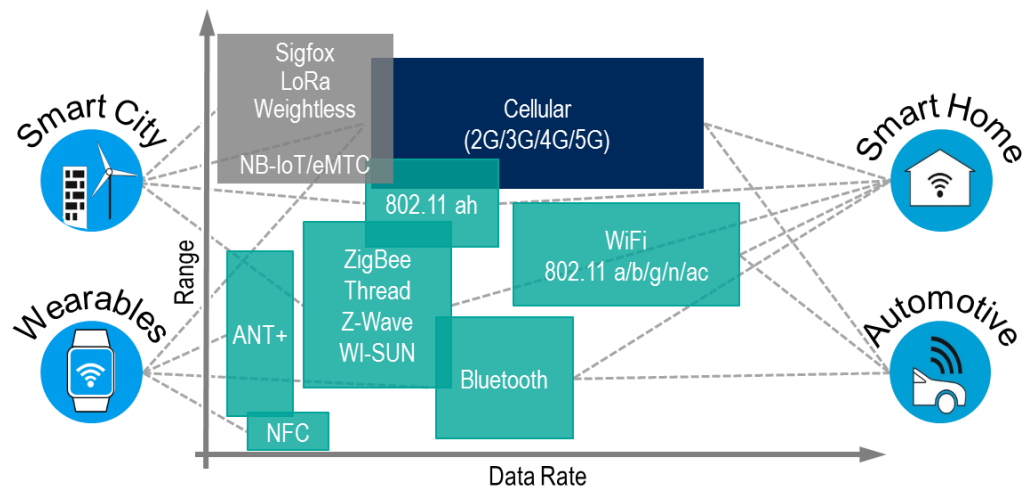 Smart City
Wearables
Range
Sigfox
LoRa
Weightless
NB-IoT/eMTC
Cellular
(2G/3G/4G/5G)
802.11 ah
ZigBee
Thread
Z-Wave
WI-SUN
WiFi
802.11 a/b/g/n/ac
ANT+
Bluetooth
NFC
Data Rate
Smart Home
Automotive